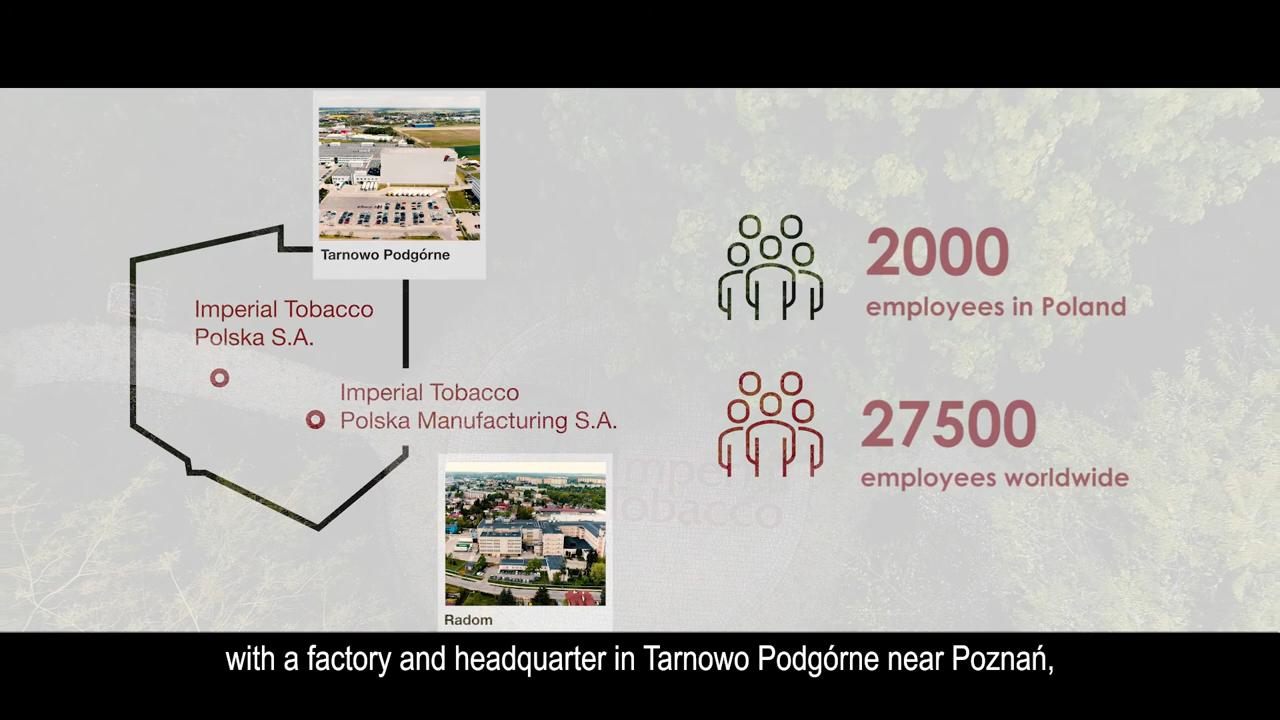 Tarnowo Podgórne
Imperial Tobacco
Polska S.A.
Imperial Tobacco
Polska Manufacturing S.A.
Radom
2000
employees in Poland
27500
employees worldwide
Tobacco
with a factory and headquarter in Tarnowo Podgórne near Poznań,